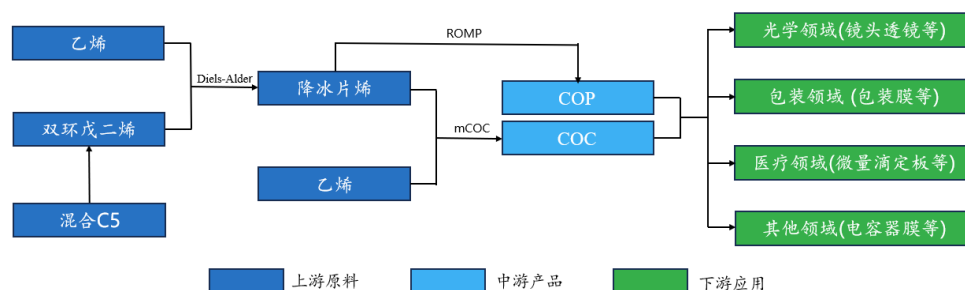 乙烯
双环戊二烯
混合C5
Diels-Alder
降冰片烯
乙烯
ROMP
mCOC
COP
COC
光学领域(镜头透镜等)
包装领域 (包装膜等)
医疗领域(微量滴定板等)
其他领域(电容器膜等)
上游原料
中游产品
下游应用